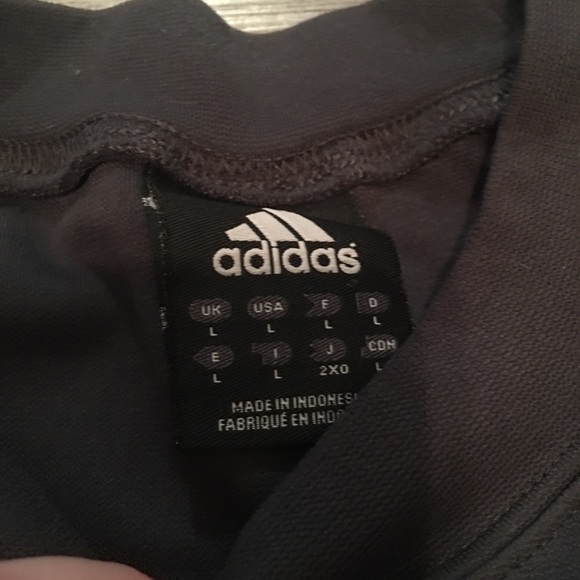 adidas
UK USA F D
L L L L
E I J CDN
L L 2XO L
MADE IN
FABRIQUÉ EN